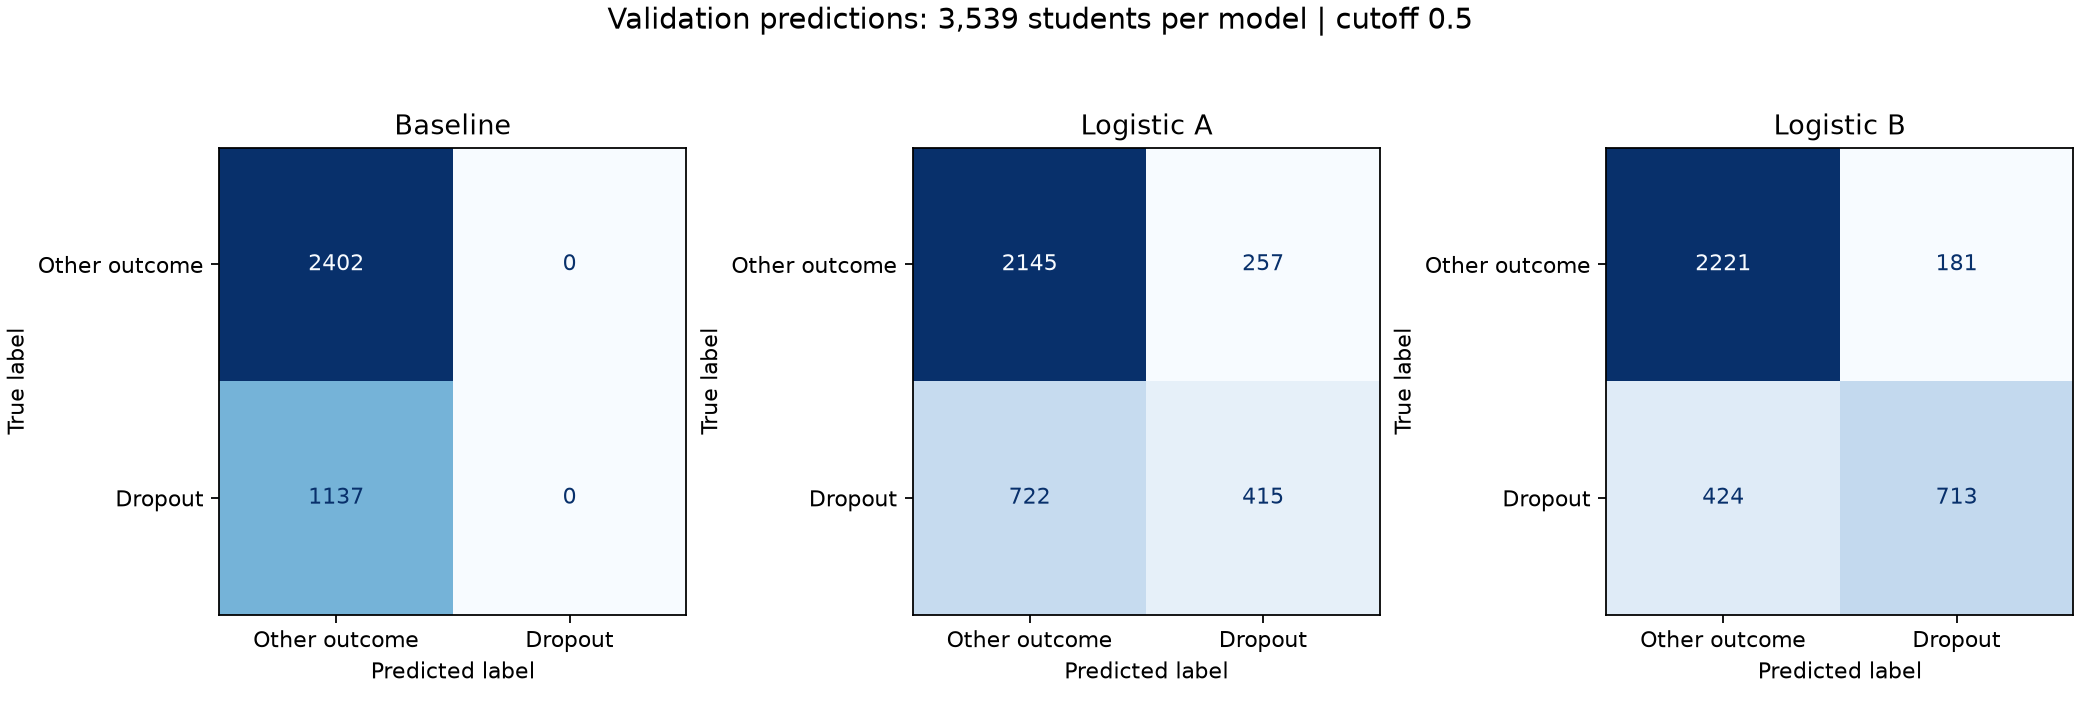 Validation predictions: 3,539 students per model | cutoff 0.5
Baseline
True label
Other outcome
2402
0
Dropout
1137
0
Other outcome
Dropout
Predicted label
Logistic A
True label
Other outcome
2145
257
Dropout
722
415
Other outcome
Dropout
Predicted label
Logistic B
True label
Other outcome
2221
181
Dropout
424
713
Other outcome
Dropout
Predicted label